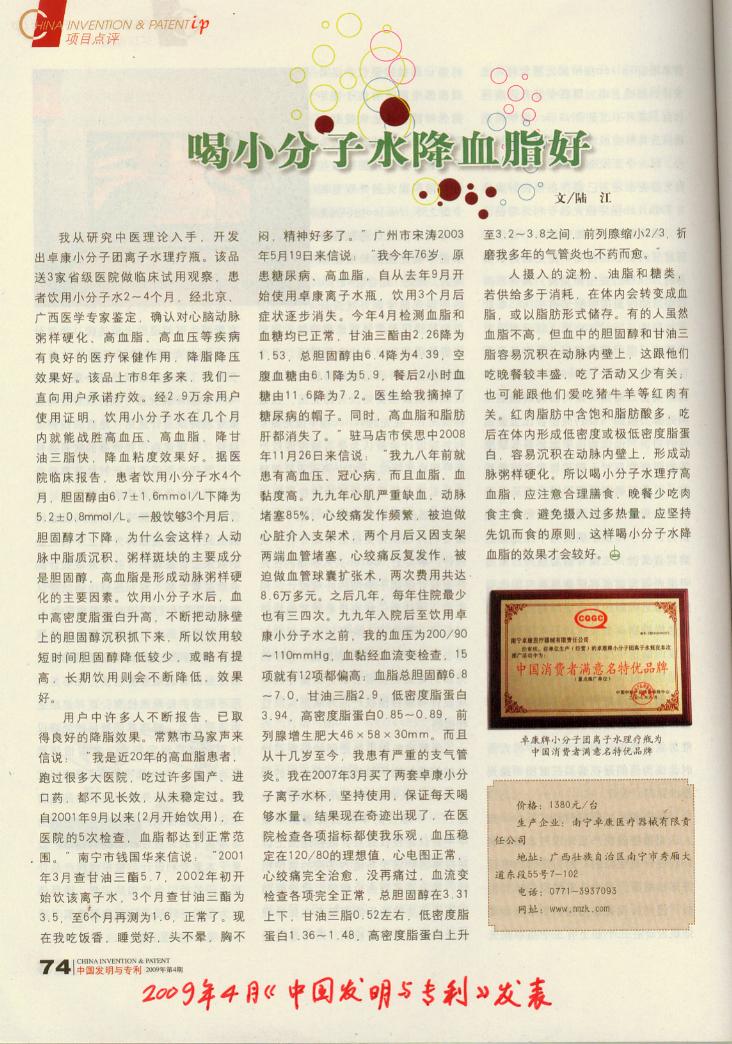 CHINA INVENTION & PATENT ip
项目点评
喝小分子水降血脂好
文/陆 江
我从研究中医理论入手，开发
出卓康小分子团离子水理疗瓶。该品
送3家省级医院做临床试用观察，患
者饮用小分子水2～4个月，经北京、
广西医学专家鉴定，确认对心脑动脉
粥样硬化、高血脂、高血压等疾病
有良好的医疗保健作用，降脂降压
效果好。该品上市8年多来，我们一
直向用户承诺疗效。经2.9万余用户
使用证明，饮用小分子水在几个月
内就能战胜高血压、高血脂，降甘
油三脂快，降血粘度效果好。据医
院临床报告，患者饮用小分子水4个
月，胆固醇由6.7±1.6mmol/L下降为
5.2±0.8mmol/L。一般饮够3个月后，
胆固醇才下降，为什么会这样？人动
脉中脂质沉积、粥样斑块的主要成分
是胆固醇，高血脂是形成动脉粥样硬
化的主要因素。饮用小分子水后，血
中高密度脂蛋白升高，不断把动脉壁
上的胆固醇沉积抓下来，所以饮用较
短时间胆固醇降低较少，或略有提
高，长期饮用则会不断降低，效果
好。
用户中许多人不断报告，已取
得良好的降脂效果。常熟市马家声来
信说：“我是近20年的高血脂患者，
跑过很多大医院，吃过许多国产、进
口药，都不见长效，从未稳定过。我
自2001年9月以来(2月开始饮用)，在
医院的5次检查，血脂都达到正常范
围。”南宁市钱国华来信说：“2001
年3月查甘油三酯5.7，2002年初开
始饮该离子水，3个月查甘油三酯为
3.5，至6个月再测为1.6，正常了。现
在我吃饭香，睡觉好，头不晕，胸不
闷，精神好多了。”广州市宋涛2003
年5月19日来信说：“我今年76岁，原
患糖尿病、高血脂，自从去年9月开
始使用卓康离子水瓶，饮用3个月后
症状逐步消失。今年4月检测血脂和
血糖均已正常，甘油三酯由2.26降为
1.53，总胆固醇由6.4降为4.39，空
腹血糖由6.1降为5.9，餐后2小时血
糖由11.6降为7.2。医生给我摘掉了
糖尿病的帽子。同时，高血脂和脂肪
肝都消失了。”驻马店市侯思中2008
年11月26日来信说：“我九八年前就
患有高血压、冠心病，而且血脂、血
黏度高。九九年心肌严重缺血，动脉
堵塞85%，心绞痛发作频繁，被迫做
心脏介入支架术，两个月后又因支架
两端血管堵塞，心绞痛反复发作，被
迫做血管球囊扩张术，两次费用共达
8.6万多元。之后几年，每年住院最少
也有三四次。九九年入院后至饮用卓
康小分子水之前，我的血压为200/90
～110mmHg，血黏经血流变检查，15
项就有12项都偏高；血脂总胆固醇6.8
～7.0，甘油三脂2.9，低密度脂蛋白
3.94，高密度脂蛋白0.85～0.89，前
列腺增生肥大46×58×30mm。而且
从十几岁至今，我患有严重的支气管
炎。我在2007年3月买了两套卓康小分
子离子水杯，坚持使用，保证每天喝
够水量。结果现在奇迹出现了，在医
院检查各项指标都使我乐观，血压稳
定在120/80的理想值，心电图正常，
心绞痛完全治愈，没再痛过，血流变
检查各项完全正常，总胆固醇在3.31
上下，甘油三脂0.52左右，低密度脂
蛋白1.36～1.48，高密度脂蛋白上升
至3.2～3.8之间，前列腺缩小2/3，折
磨我多年的气管炎也不药而愈。”
人摄入的淀粉、油脂和糖类，
若供给多于消耗，在体内会转变成血
脂，或以脂肪形式储存。有的人虽然
血脂不高，但血中的胆固醇和甘油三
脂容易沉积在动脉内壁上，这跟他们
吃晚餐较丰盛，吃了活动又少有关；
也可能跟他们爱吃猪牛羊等红肉有
关。红肉脂肪中含饱和脂肪酸多，吃
后在体内形成低密度或极低密度脂蛋
白，容易沉积在动脉内壁上，形成动
脉粥样硬化。所以喝小分子水理疗高
血脂，应注意合理膳食，晚餐少吃肉
食主食，避免摄入过多热量。应坚持
先饥而食的原则，这样喝小分子水降
血脂的效果才会较好。
CQGC
南宁卓康医疗器械有限责任公司
中国消费者满意名特优品牌
卓康牌小分子团离子水理疗瓶为
中国消费者满意名特优品牌
价格：1380元/台
生产企业：南宁卓康医疗器械有限责
任公司
地址：广西壮族自治区南宁市秀厢大
道东段55号7-102
电话：0771-3937093
网址：www.nnzk.com
74 CHINA INVENTION & PATENT
中国发明与专利 2009年第4期
2009年4月《中国发明与专利》发表